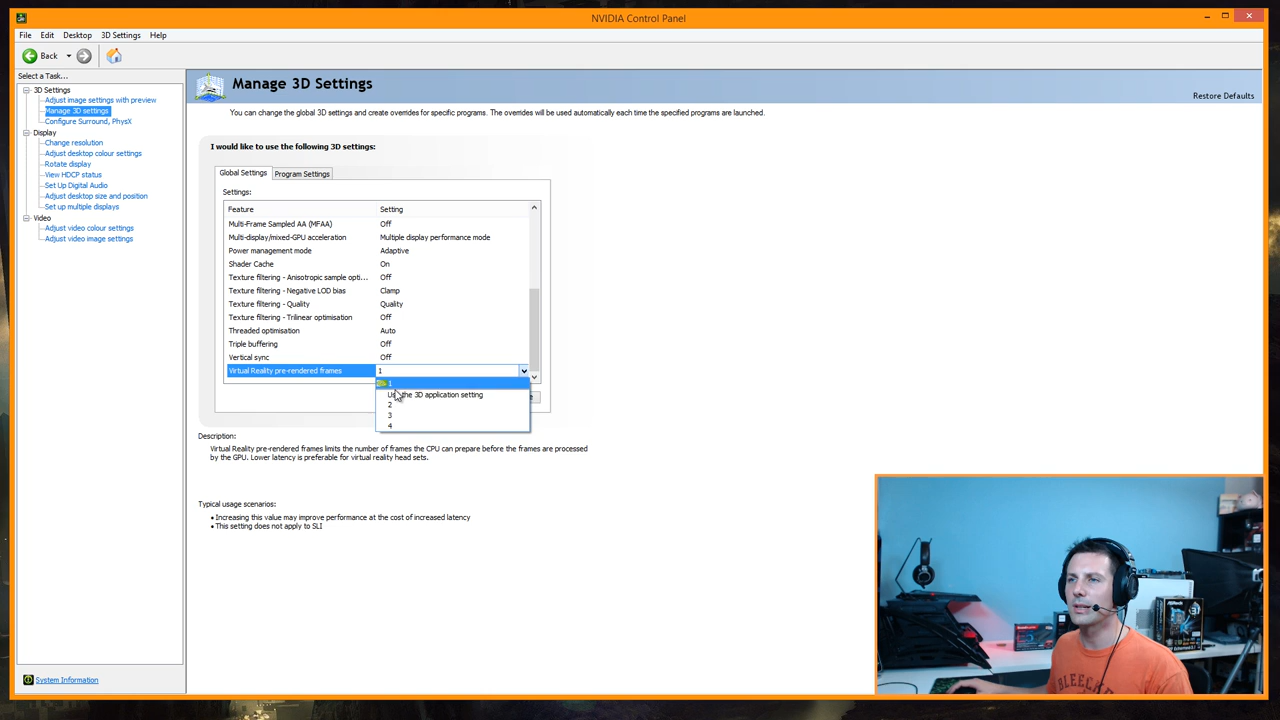 NVIDIA Control Panel
File Edit Desktop 3D Settings Help
Back
Select a Task...
3D Settings
Adjust image settings with preview
Manage 3D settings
Configure Surround, PhysX
Display
Change resolution
Adjust desktop colour settings
Rotate display
View HDCP status
Set Up Digital Audio
Adjust desktop size and position
Set up multiple displays
Video
Adjust video colour settings
Adjust video image settings
System Information
Manage 3D Settings
Restore Defaults
You can change the global 3D settings and create overrides for specific programs. The overrides will be used automatically each time the specified programs are launched.
I would like to use the following 3D settings:
Global Settings Program Settings
Settings:
Feature Setting
Multi-Frame Sampled AA (MFAA) Off
Multi-display/mixed-GPU acceleration Multiple display performance mode
Power management mode Adaptive
Shader Cache On
Texture filtering - Anisotropic sample opti... Off
Texture filtering - Negative LOD bias Clamp
Texture filtering - Quality Quality
Texture filtering - Trilinear optimisation Off
Threaded optimisation Auto
Triple buffering Off
Vertical sync Off
Virtual Reality pre-rendered frames 1
1
Use the 3D application setting
2
3
4
Description:
Virtual Reality pre-rendered frames limits the number of frames the CPU can prepare before the frames are processed
by the GPU. Lower latency is preferable for virtual reality head sets.
Typical usage scenarios:
• Increasing this value may improve performance at the cost of increased latency
• This setting does not apply to SLI